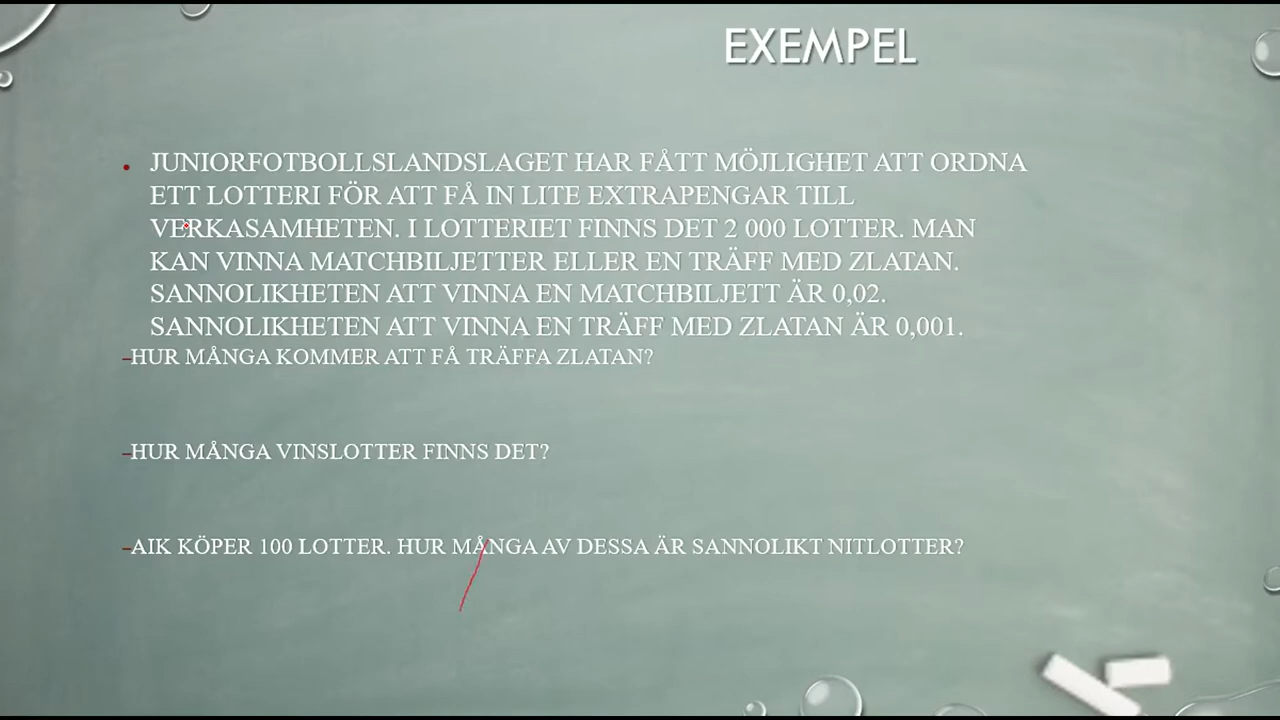 EXEMPEL
• JUNIORFOTBOLLSLANDSLAGET HAR FÅTT MÖJLIGHET ATT ORDNA
ETT LOTTERI FÖR ATT FÅ IN LITE EXTRAPENGAR TILL
VERKASAMHETEN. I LOTTERIET FINNS DET 2 000 LOTTER. MAN
KAN VINNA MATCHBILJETTER ELLER EN TRÄFF MED ZLATAN.
SANNOLIKHETEN ATT VINNA EN MATCHBILJETT ÄR 0,02.
SANNOLIKHETEN ATT VINNA EN TRÄFF MED ZLATAN ÄR 0,001.
–HUR MÅNGA KOMMER ATT FÅ TRÄFFA ZLATAN?
–HUR MÅNGA VINSLOTTER FINNS DET?
–AIK KÖPER 100 LOTTER. HUR MÅNGA AV DESSA ÄR SANNOLIKT NITLOTTER?